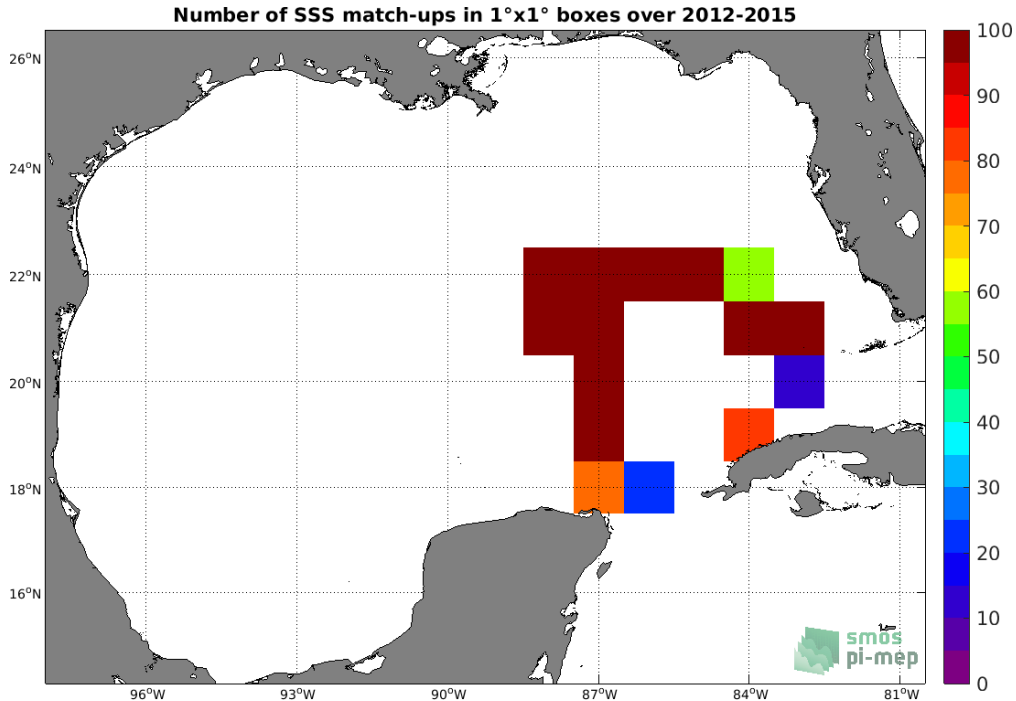 Number of SSS match-ups in 1°x1° boxes over 2012-2015
26°N
24°N
22°N
20°N
18°N
16°N
96°W
93°W
90°W
87°W
84°W
81°W
100
90
80
70
60
50
40
30
20
10
0
smos
pi-mep